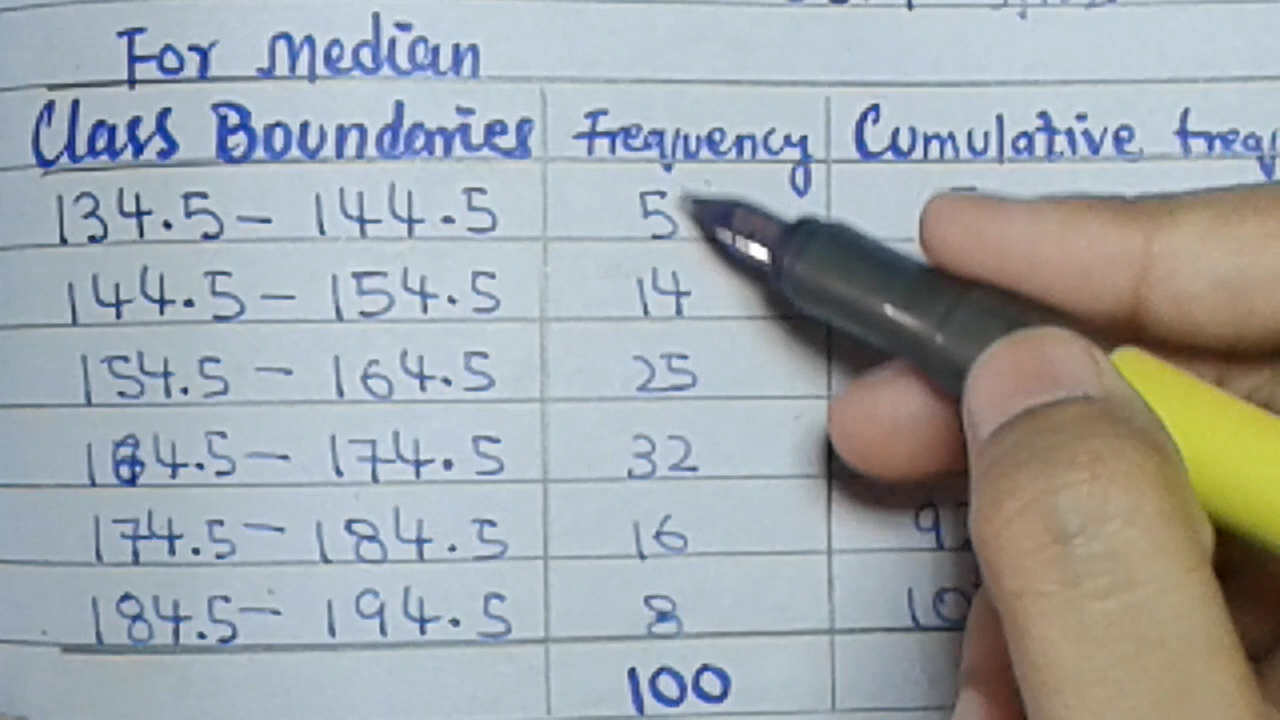 For Median
Class Boundaries Frequency Cumulative
134.5 - 144.5 5
144.5 - 154.5 14
154.5 - 164.5 25
164.5 - 174.5 32
174.5 - 184.5 16
184.5 - 194.5 8
100